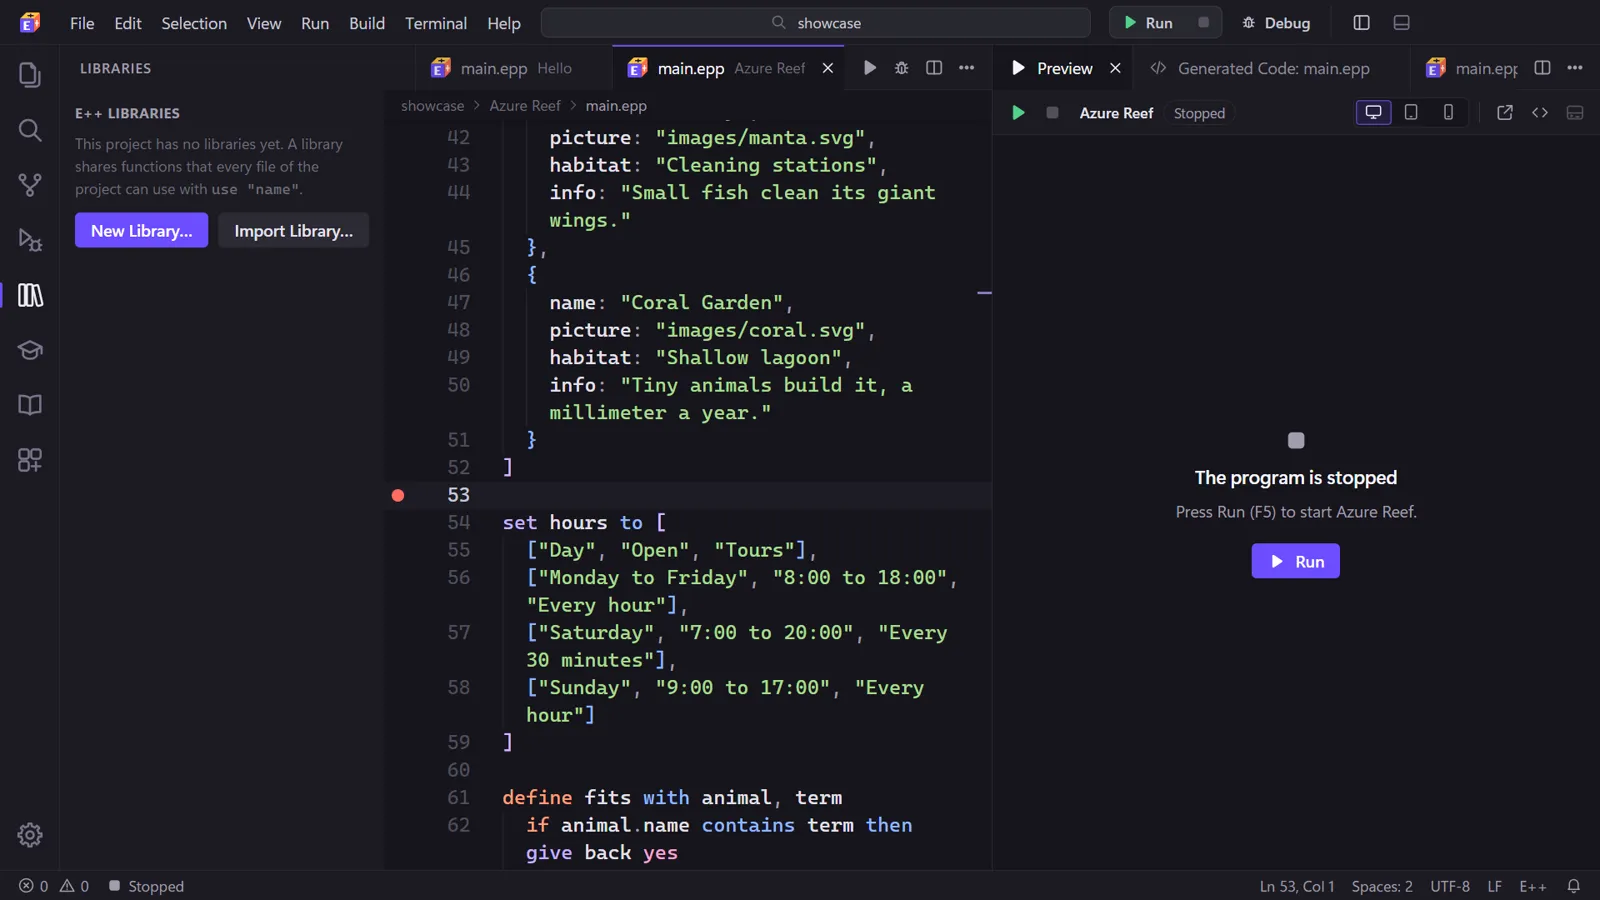 File Edit Selection View Run Build Terminal Help showcase Run Debug
LIBRARIES
main.epp Hello
main.epp Azure Reef
Preview
Generated Code: main.epp
main.epp
E++ LIBRARIES
This project has no libraries yet. A library
shares functions that every file of the
project can use with use "name".
New Library...
Import Library...
showcase > Azure Reef > main.epp
42 picture: "images/manta.svg",
43 habitat: "Cleaning stations",
44 info: "Small fish clean its giant
wings."
45 },
46 {
47 name: "Coral Garden",
48 picture: "images/coral.svg",
49 habitat: "Shallow lagoon",
50 info: "Tiny animals build it, a
millimeter a year."
51 }
52 ]
53
54 set hours to [
55 ["Day", "Open", "Tours"],
56 ["Monday to Friday", "8:00 to 18:00",
"Every hour"],
57 ["Saturday", "7:00 to 20:00", "Every
30 minutes"],
58 ["Sunday", "9:00 to 17:00", "Every
hour"]
59 ]
60
61 define fits with animal, term
62 if animal.name contains term then
give back yes
Azure Reef Stopped
The program is stopped
Press Run (F5) to start Azure Reef.
Run
0 0 Stopped
Ln 53, Col 1 Spaces: 2 UTF-8 LF E++